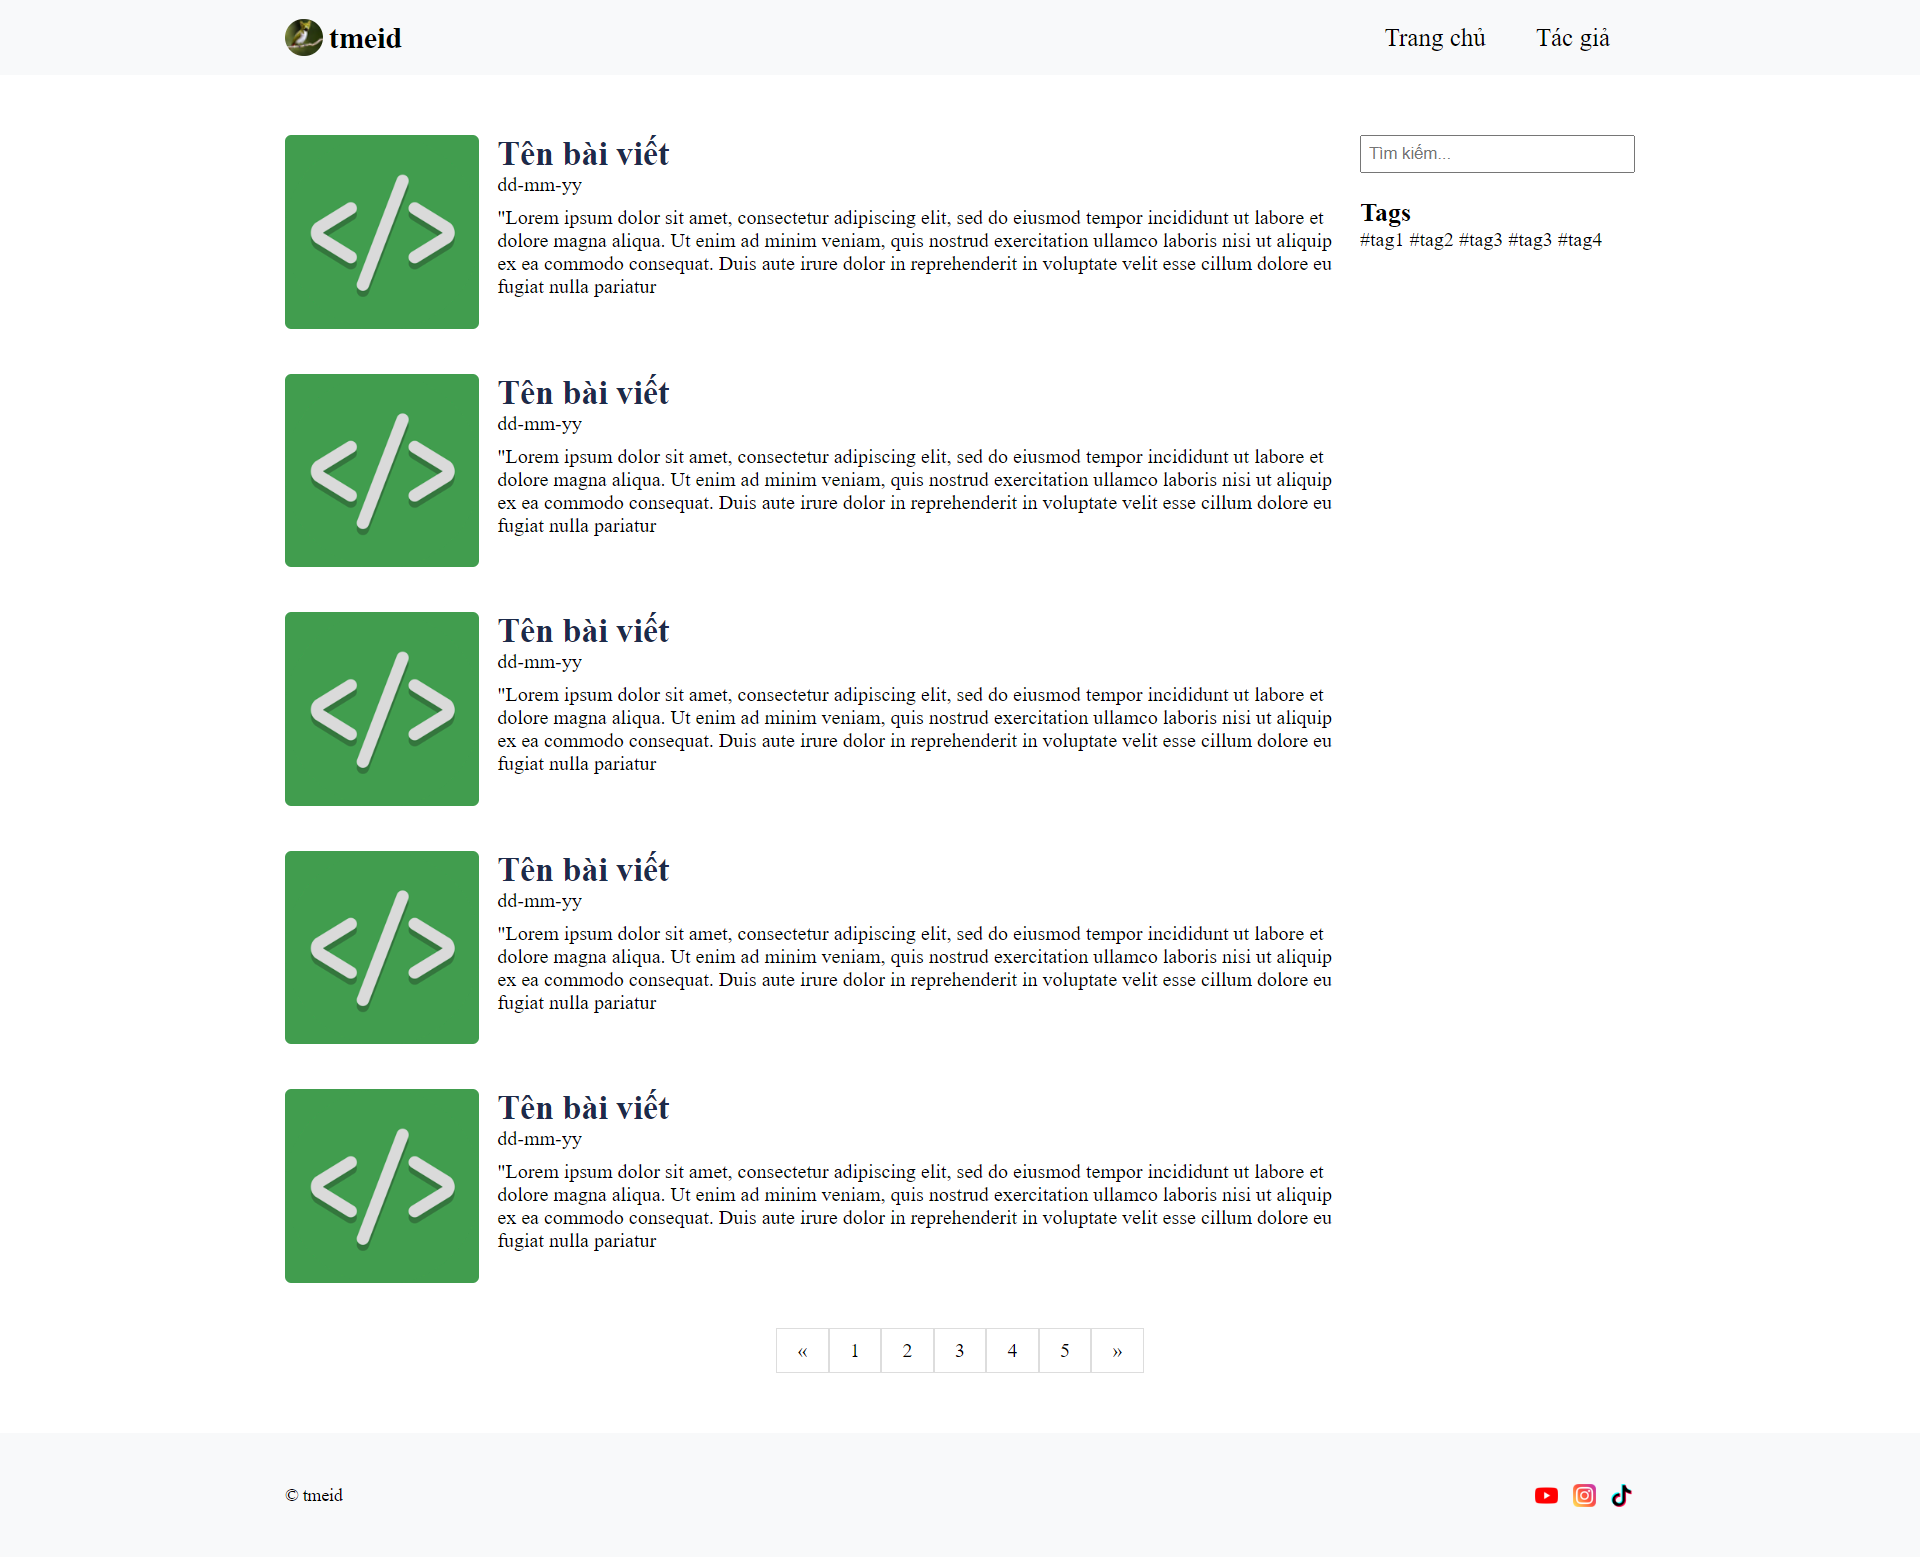 tmeid
Trang chủ
Tác giả
Tên bài viết
dd-mm-yy
"Lorem ipsum dolor sit amet, consectetur adipiscing elit, sed do eiusmod tempor incididunt ut labore et
dolore magna aliqua. Ut enim ad minim veniam, quis nostrud exercitation ullamco laboris nisi ut aliquip
ex ea commodo consequat. Duis aute irure dolor in reprehenderit in voluptate velit esse cillum dolore eu
fugiat nulla pariatur
Tên bài viết
dd-mm-yy
"Lorem ipsum dolor sit amet, consectetur adipiscing elit, sed do eiusmod tempor incididunt ut labore et
dolore magna aliqua. Ut enim ad minim veniam, quis nostrud exercitation ullamco laboris nisi ut aliquip
ex ea commodo consequat. Duis aute irure dolor in reprehenderit in voluptate velit esse cillum dolore eu
fugiat nulla pariatur
Tên bài viết
dd-mm-yy
"Lorem ipsum dolor sit amet, consectetur adipiscing elit, sed do eiusmod tempor incididunt ut labore et
dolore magna aliqua. Ut enim ad minim veniam, quis nostrud exercitation ullamco laboris nisi ut aliquip
ex ea commodo consequat. Duis aute irure dolor in reprehenderit in voluptate velit esse cillum dolore eu
fugiat nulla pariatur
Tên bài viết
dd-mm-yy
"Lorem ipsum dolor sit amet, consectetur adipiscing elit, sed do eiusmod tempor incididunt ut labore et
dolore magna aliqua. Ut enim ad minim veniam, quis nostrud exercitation ullamco laboris nisi ut aliquip
ex ea commodo consequat. Duis aute irure dolor in reprehenderit in voluptate velit esse cillum dolore eu
fugiat nulla pariatur
Tên bài viết
dd-mm-yy
"Lorem ipsum dolor sit amet, consectetur adipiscing elit, sed do eiusmod tempor incididunt ut labore et
dolore magna aliqua. Ut enim ad minim veniam, quis nostrud exercitation ullamco laboris nisi ut aliquip
ex ea commodo consequat. Duis aute irure dolor in reprehenderit in voluptate velit esse cillum dolore eu
fugiat nulla pariatur
Tìm kiếm...
Tags
#tag1 #tag2 #tag3 #tag3 #tag4
« 1 2 3 4 5 »
© tmeid